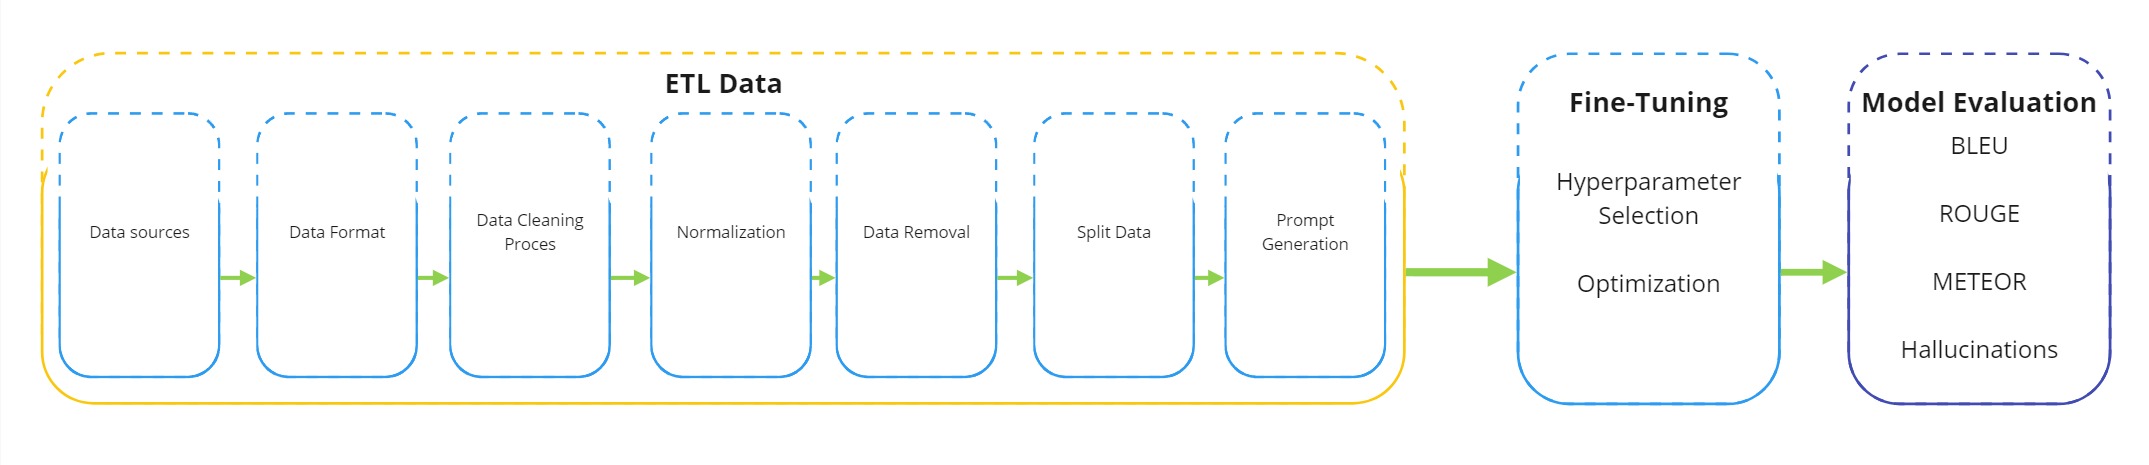 ETL Data
Data sources
Data Format
Data Cleaning
Proces
Normalization
Data Removal
Split Data
Prompt
Generation
Fine-Tuning
Hyperparameter
Selection
Optimization
Model Evaluation
BLEU
ROUGE
METEOR
Hallucinations